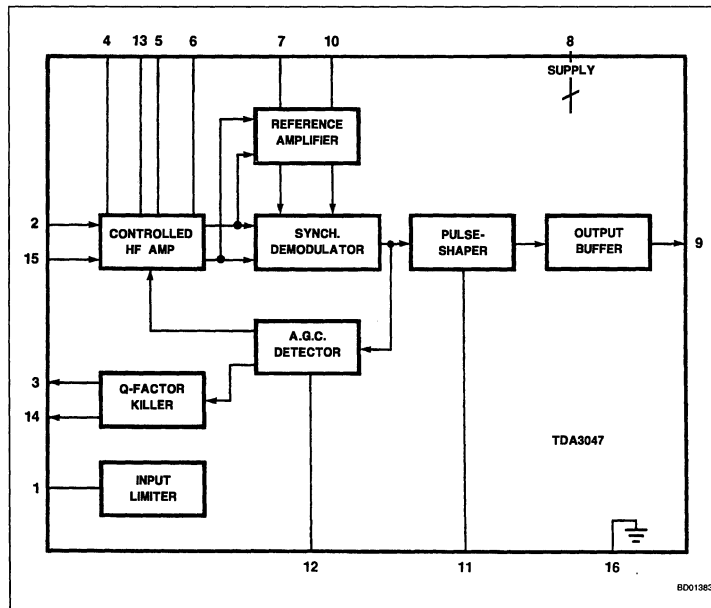 4 13 5 6 7 10 8
SUPPLY
REFERENCE
AMPLIFIER
2
15
CONTROLLED
HF AMP
SYNCH.
DEMODULATOR
PULSE-
SHAPER
OUTPUT
BUFFER
9
A.G.C.
DETECTOR
3
14
Q-FACTOR
KILLER
TDA3047
1
INPUT
LIMITER
12 11 16
BD01383